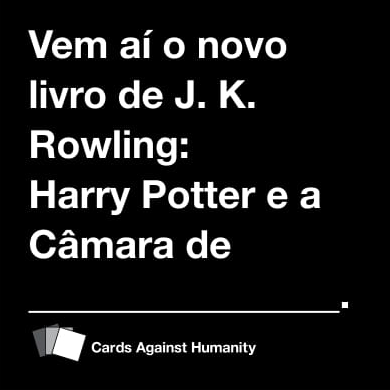 Vem aí o novo
livro de J. K.
Rowling:
Harry Potter e a
Câmara de
_______________.
Cards Against Humanity